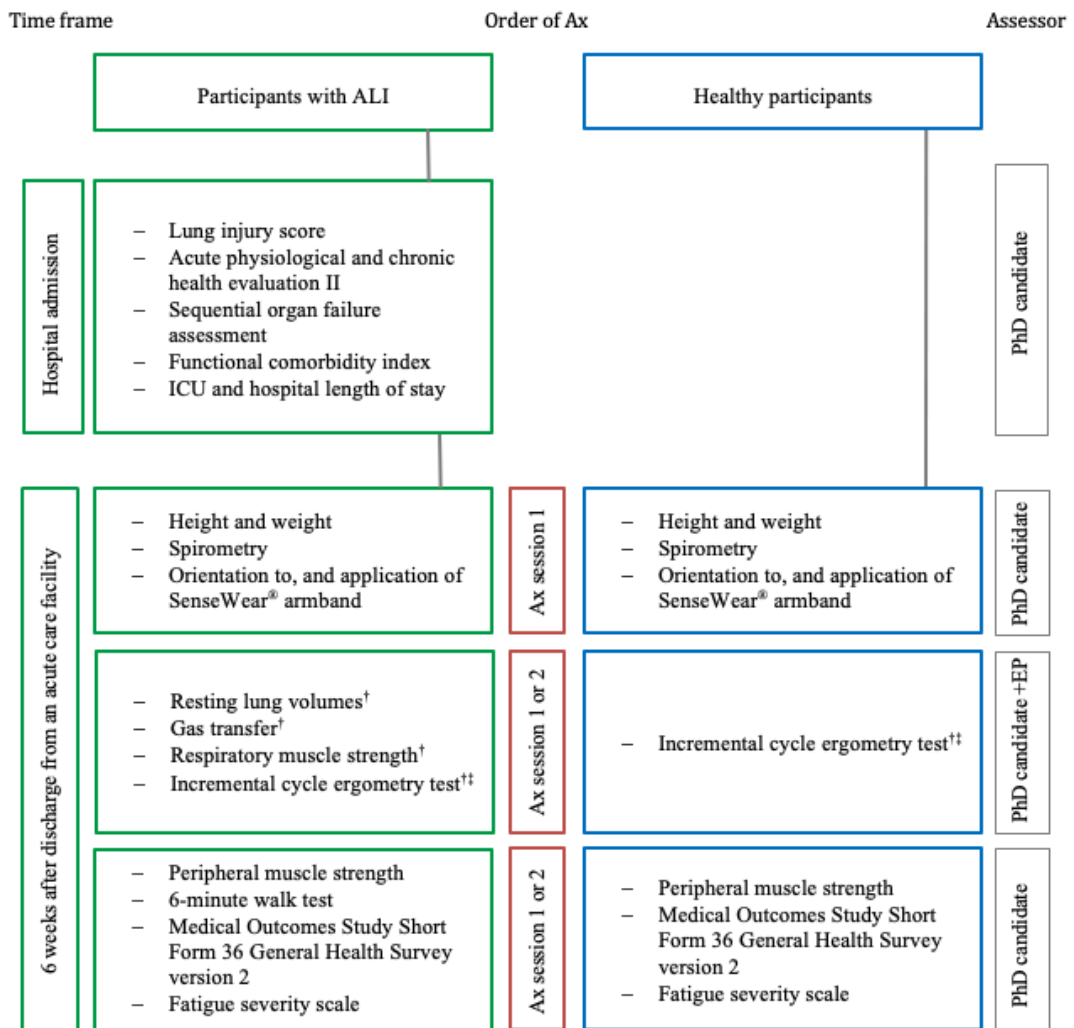 Time frame
Order of Ax
Assessor
Participants with ALI
Healthy participants
Hospital admission
– Lung injury score
– Acute physiological and chronic
health evaluation II
– Sequential organ failure
assessment
– Functional comorbidity index
– ICU and hospital length of stay
PhD candidate
6 weeks after discharge from an acute care facility
– Height and weight
– Spirometry
– Orientation to, and application of
SenseWear® armband
Ax session 1
– Height and weight
– Spirometry
– Orientation to, and application of
SenseWear® armband
PhD candidate
– Resting lung volumes†
– Gas transfer†
– Respiratory muscle strength†
– Incremental cycle ergometry test†‡
Ax session 1 or 2
– Incremental cycle ergometry test†‡
PhD candidate +EP
– Peripheral muscle strength
– 6-minute walk test
– Medical Outcomes Study Short
Form 36 General Health Survey
version 2
– Fatigue severity scale
Ax session 1 or 2
– Peripheral muscle strength
– Medical Outcomes Study Short
Form 36 General Health Survey
version 2
– Fatigue severity scale
PhD candidate